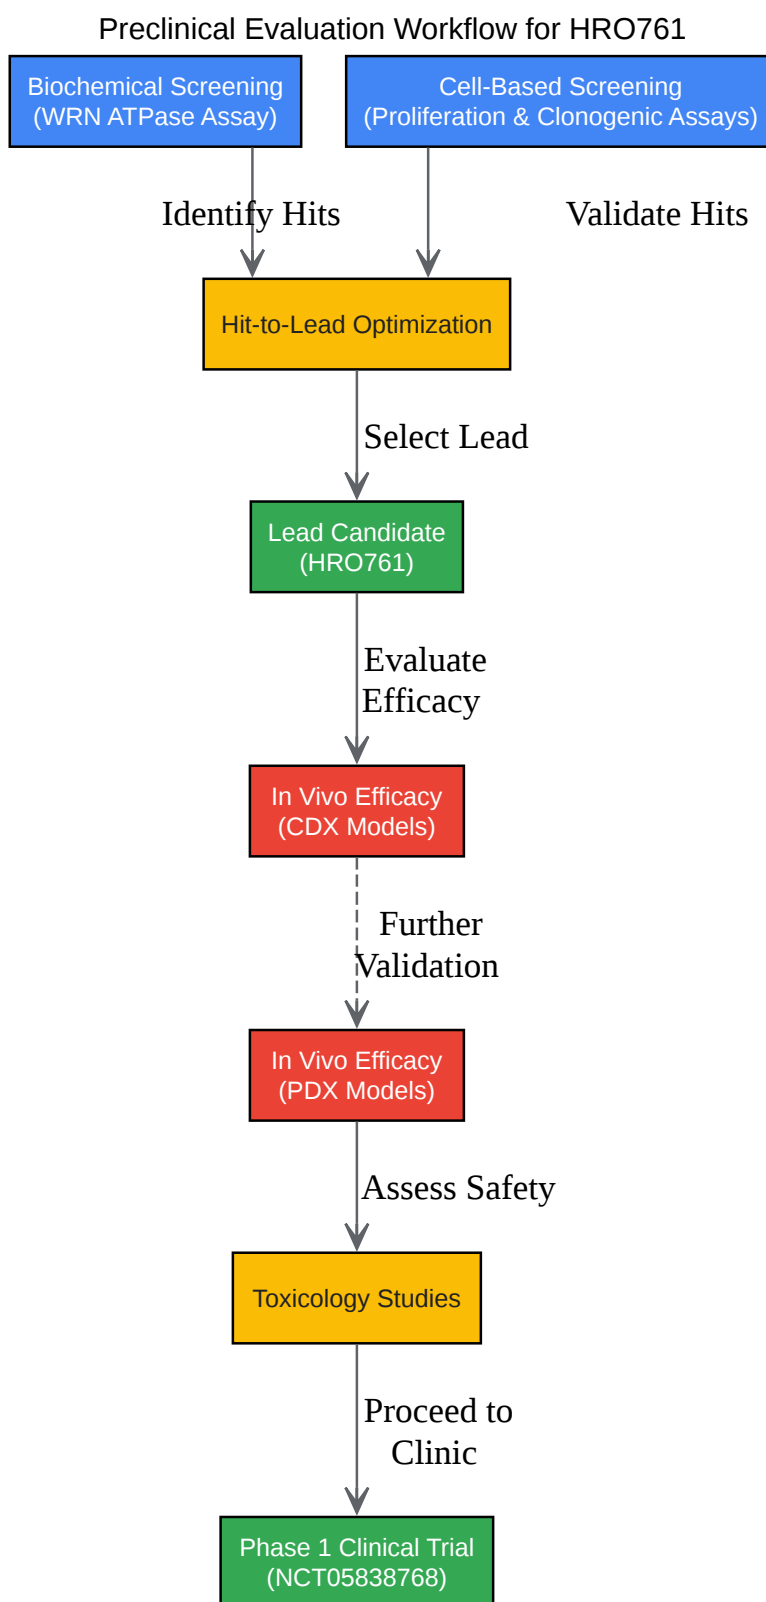 Preclinical Evaluation Workflow for HRO761
Biochemical Screening
(WRN ATPase Assay)
Cell-Based Screening
(Proliferation & Clonogenic Assays)
Identify Hits
Validate Hits
Hit-to-Lead Optimization
Select Lead
Lead Candidate
(HRO761)
Evaluate
Efficacy
In Vivo Efficacy
(CDX Models)
Further
Validation
In Vivo Efficacy
(PDX Models)
Assess Safety
Toxicology Studies
Proceed to
Clinic
Phase 1 Clinical Trial
(NCT05838768)